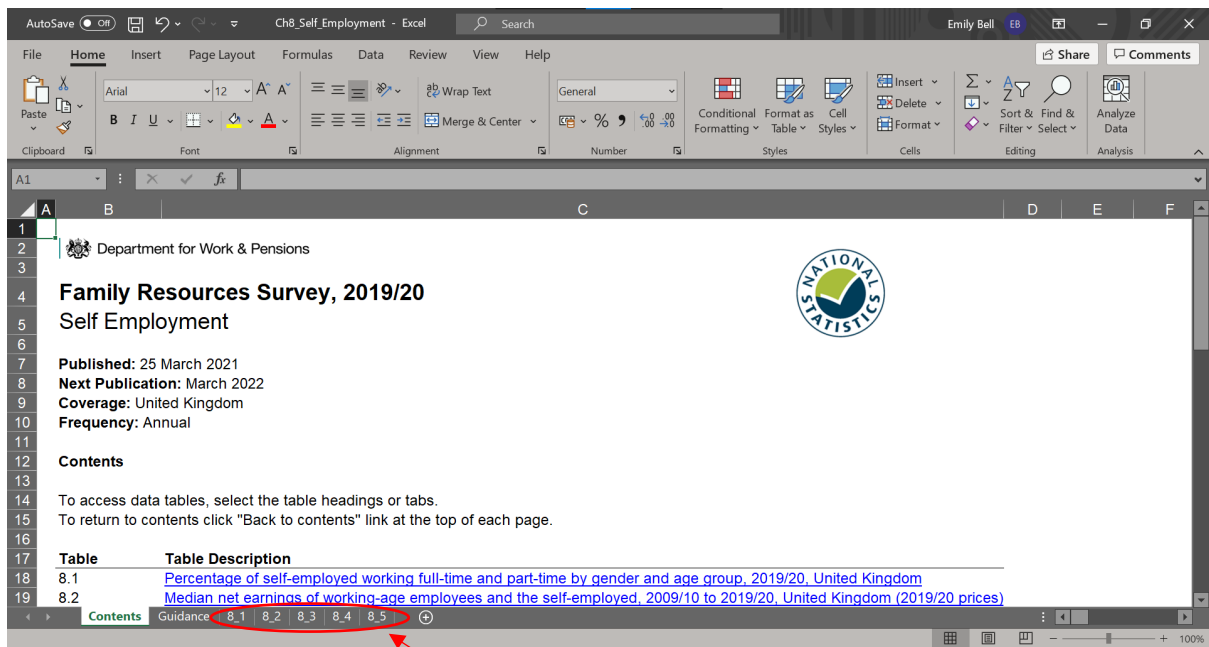 AutoSave Off Ch8_Self_Employment - Excel Search Emily Bell EB
File Home Insert Page Layout Formulas Data Review View Help Share Comments
Paste
Clipboard
Arial 12
B I U A
Font
ab Wrap Text
Merge & Center
Alignment
General
% 9
Number
Conditional Formatting
Format as Table
Cell Styles
Styles
Insert
Delete
Format
Cells
Sort & Filter
Find & Select
Editing
Analyze Data
Analysis
A1 fx
A B C D E F
1
2 Department for Work & Pensions
3
NATIONAL STATISTICS
4 Family Resources Survey, 2019/20
5 Self Employment
6
7 Published: 25 March 2021
8 Next Publication: March 2022
9 Coverage: United Kingdom
10 Frequency: Annual
11
12 Contents
13
14 To access data tables, select the table headings or tabs.
15 To return to contents click "Back to contents" link at the top of each page.
16
17 Table Table Description
18 8.1 Percentage of self-employed working full-time and part-time by gender and age group, 2019/20, United Kingdom
19 8.2 Median net earnings of working-age employees and the self-employed, 2009/10 to 2019/20, United Kingdom (2019/20 prices)
Contents Guidance 8_1 8_2 8_3 8_4 8_5
100%